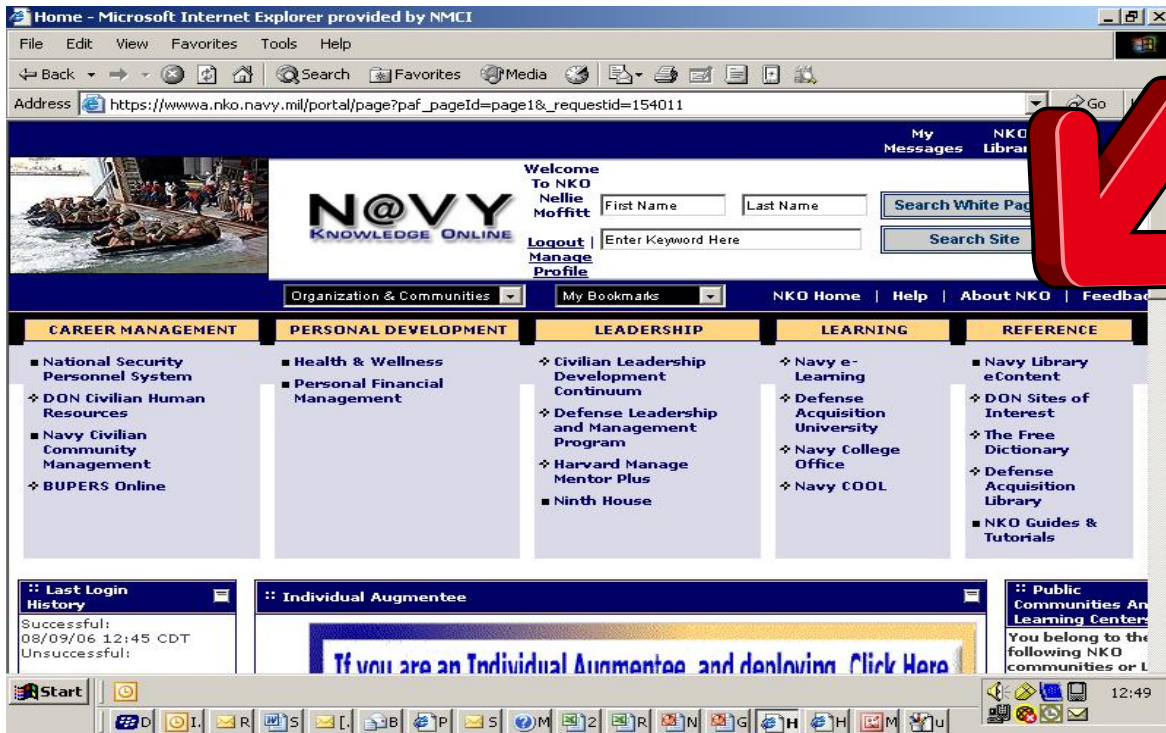 Home - Microsoft Internet Explorer provided by NMCI
File Edit View Favorites Tools Help
Back Search Favorites Media
Address https://wwwa.nko.navy.mil/portal/page?paf_pageId=page1&_requestid=154011 Go
My Messages
NKO
N@VY
KNOWLEDGE ONLINE
Welcome
To NKO
Nellie
Moffitt
Logout |
Manage
Profile
First Name Last Name Search White
Enter Keyword Here Search Site
Organization & Communities My Bookmarks NKO Home | Help | About NKO |
CAREER MANAGEMENT
National Security
Personnel System
DON Civilian Human
Resources
Navy Civilian
Community
Management
BUPERS Online
PERSONAL DEVELOPMENT
Health & Wellness
Personal Financial
Management
LEADERSHIP
Civilian Leadership
Development
Continuum
Defense Leadership
and Management
Program
Harvard Manage
Mentor Plus
Ninth House
LEARNING
Navy e-
Learning
Defense
Acquisition
University
Navy College
Office
Navy COOL
REFERENCE
Navy Library
eContent
DON Sites of
Interest
The Free
Dictionary
Defense
Acquisition
Library
NKO Guides &
Tutorials
:: Last Login
History
Successful:
08/09/06 12:45 CDT
Unsuccessful:
:: Individual Augmentee
If you are an Individual Augmentee, and deploying, Click Here
:: Public
Communities
Learning
You belong to the
following NKO
communities or
Start
12:49
D I. R S [. B P S M 2 R N G H H M U